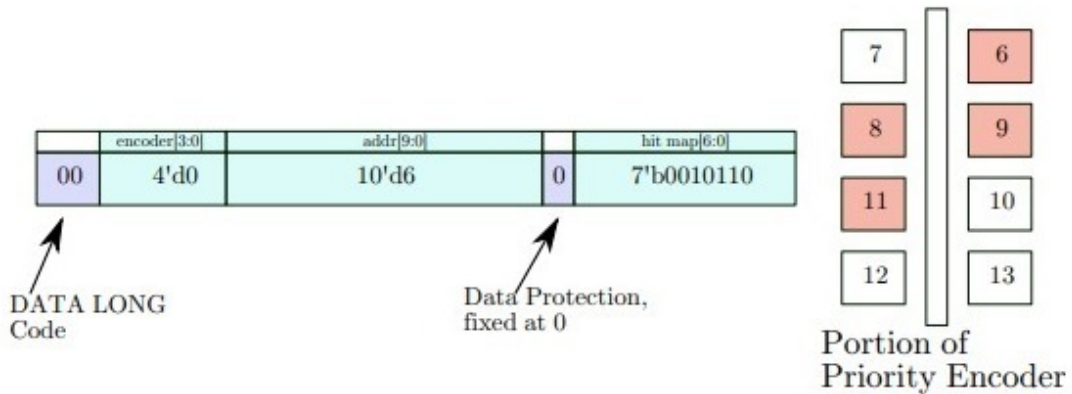 encoder[3:0] addr[9:0] hit map[6:0]
00 4'd0 10'd6 0 7'b0010110
DATA LONG
Code
Data Protection,
fixed at 0
7 6
8 9
11 10
12 13
Portion of
Priority Encoder